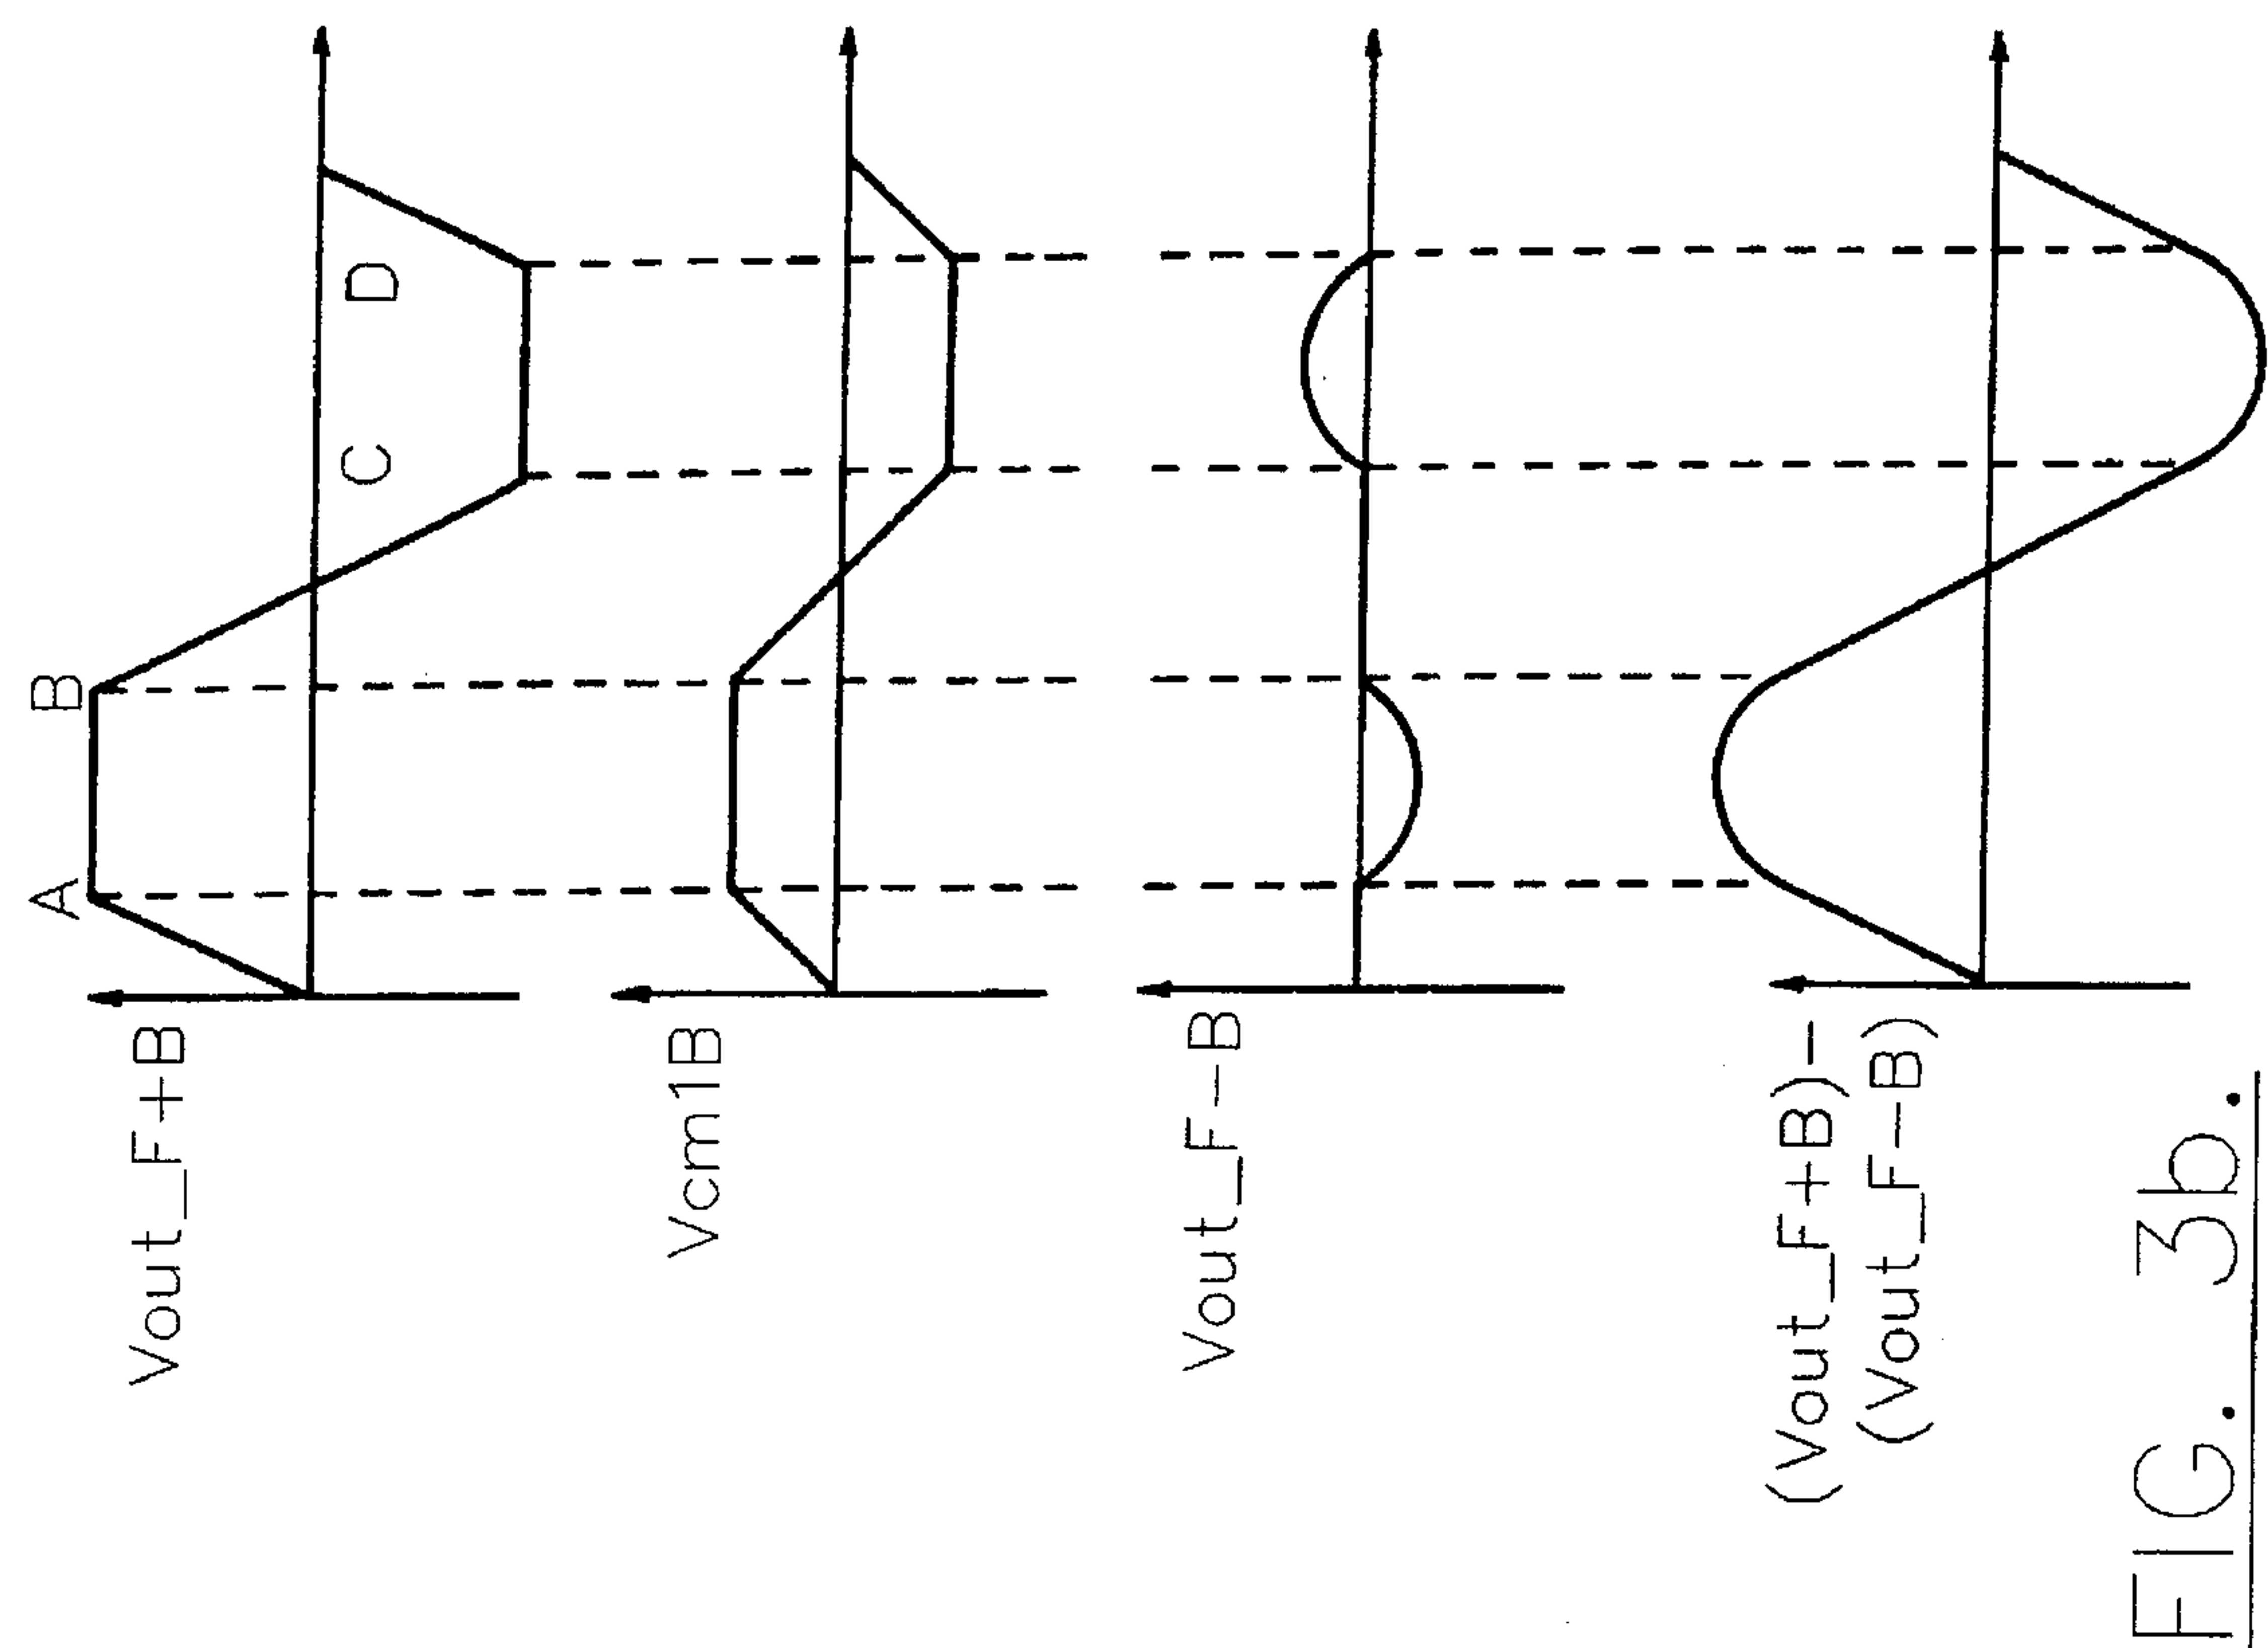 Vout_F+B
A
B
C
D
Vcm1B
Vout_F-B
(Vout_F+B)-
(Vout_F-B)
FIG. 3b.